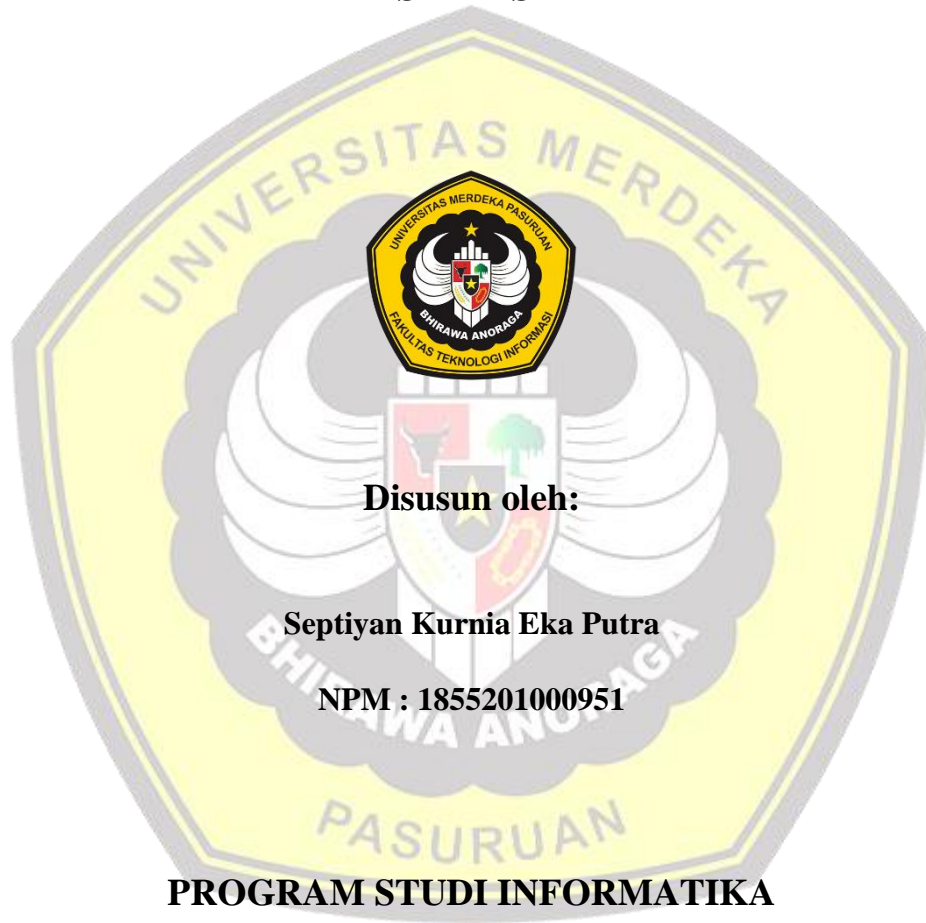 UNIVERSITAS MERDEKA
UNIVERSITAS MERDEKA PASURUAN
BHIRAWA ANORAGA
FAKULTAS TEKNOLOGI INFORMASI
Disusun oleh:
Septiyan Kurnia Eka Putra
NPM : 1855201000951
BHIRAWA ANORAGA
PASURUAN
PROGRAM STUDI INFORMATIKA